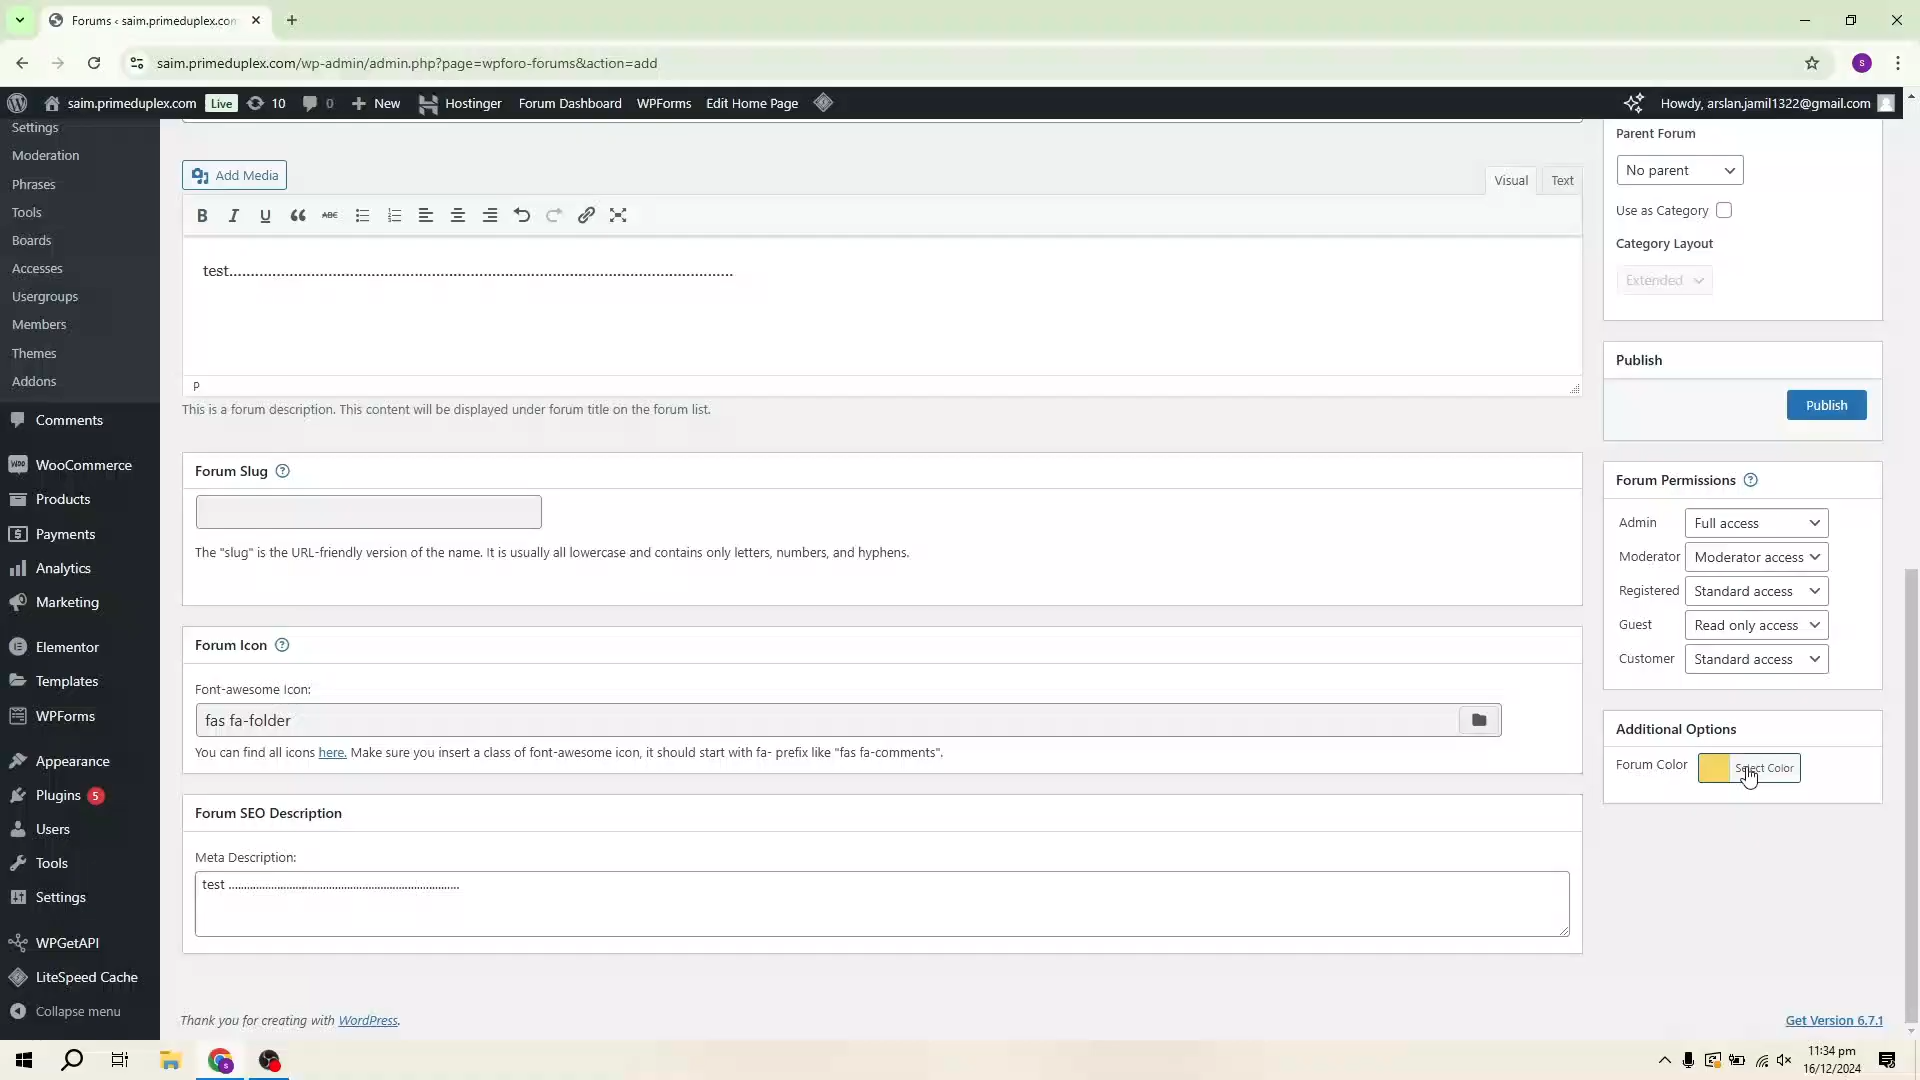 Forums ‹ saim.primeduplex.com
saim.primeduplex.com/wp-admin/admin.php?page=wpforo-forums&action=add
S
saim.primeduplex.com Live 10 0 New Hostinger Forum Dashboard WPForms Edit Home Page Howdy, arslan.jamil1322@gmail.com
Settings
Moderation
Phrases
Tools
Boards
Accesses
Usergroups
Members
Themes
Addons
Comments
WooCommerce
Products
Payments
Analytics
Marketing
Elementor
Templates
WPForms
Appearance
Plugins 5
Users
Tools
Settings
WPGetAPI
LiteSpeed Cache
Collapse menu
Add Media
Visual Text
B I U ABC
test......................................................................................................................
P
This is a forum description. This content will be displayed under forum title on the forum list.
Forum Slug ?
The "slug" is the URL-friendly version of the name. It is usually all lowercase and contains only letters, numbers, and hyphens.
Forum Icon ?
Font-awesome Icon:
fas fa-folder
You can find all icons here. Make sure you insert a class of font-awesome icon, it should start with fa- prefix like "fas fa-comments".
Forum SEO Description
Meta Description:
test ............................................................................
Thank you for creating with WordPress.
Parent Forum
No parent
Use as Category
Category Layout
Extended
Publish
Publish
Forum Permissions ?
Admin Full access
Moderator Moderator access
Registered Standard access
Guest Read only access
Customer Standard access
Additional Options
Forum Color Select Color
Get Version 6.7.1
11:34 pm
16/12/2024